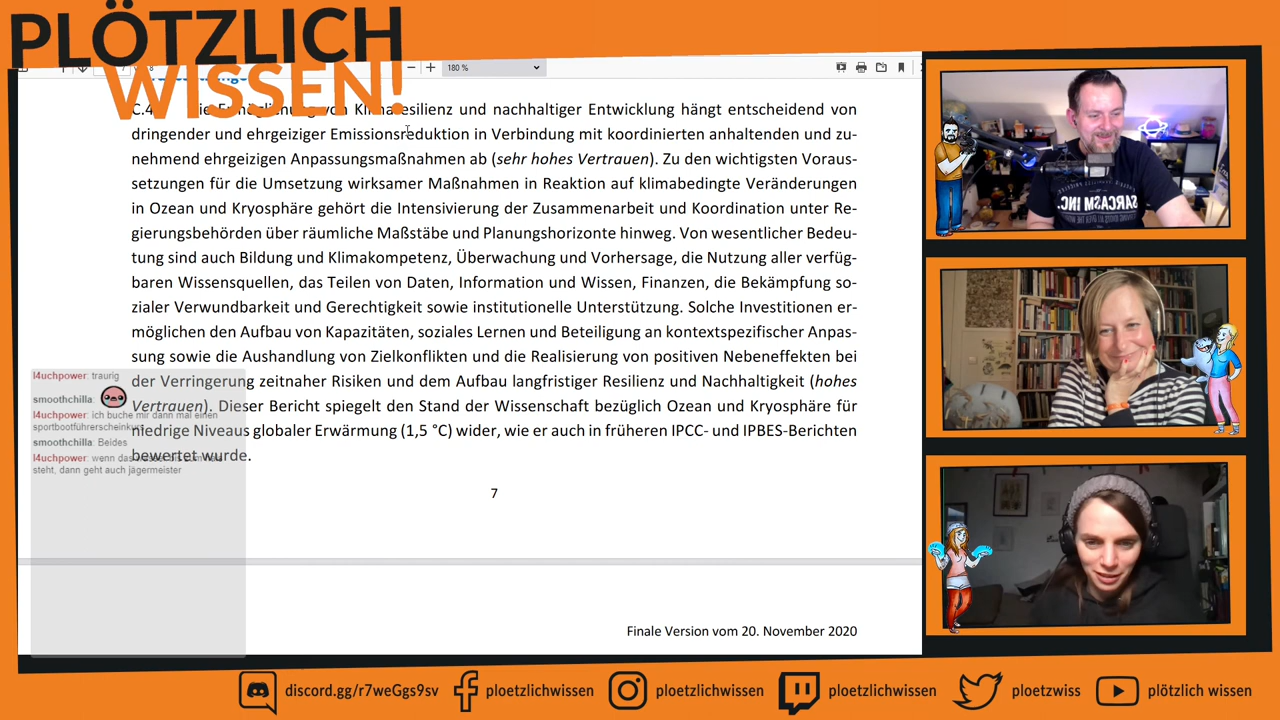 PLÖTZLICH
WISSEN!
180 %
C.4 Klimaresilienz und nachhaltiger Entwicklung hängt entscheidend von
dringender und ehrgeiziger Emissionsreduktion in Verbindung mit koordinierten anhaltenden und zu-
nehmend ehrgeizigen Anpassungsmaßnahmen ab (sehr hohes Vertrauen). Zu den wichtigsten Voraus-
setzungen für die Umsetzung wirksamer Maßnahmen in Reaktion auf klimabedingte Veränderungen
in Ozean und Kryosphäre gehört die Intensivierung der Zusammenarbeit und Koordination unter Re-
gierungsbehörden über räumliche Maßstäbe und Planungshorizonte hinweg. Von wesentlicher Bedeu-
tung sind auch Bildung und Klimakompetenz, Überwachung und Vorhersage, die Nutzung aller verfüg-
baren Wissensquellen, das Teilen von Daten, Information und Wissen, Finanzen, die Bekämpfung so-
zialer Verwundbarkeit und Gerechtigkeit sowie institutionelle Unterstützung. Solche Investitionen er-
möglichen den Aufbau von Kapazitäten, soziales Lernen und Beteiligung an kontextspezifischer Anpas-
sung sowie die Aushandlung von Zielkonflikten und die Realisierung von positiven Nebeneffekten bei
der Verringerung zeitnaher Risiken und dem Aufbau langfristiger Resilienz und Nachhaltigkeit (hohes
Vertrauen). Dieser Bericht spiegelt den Stand der Wissenschaft bezüglich Ozean und Kryosphäre für
niedrige Niveaus globaler Erwärmung (1,5 °C) wider, wie er auch in früheren IPCC- und IPBES-Berichten
bewertet wurde.
7
Finale Version vom 20. November 2020
l4uchpower: traurig
smoothchilla:
l4uchpower: ich buche mir dann mal einen
sportbootführerscheinkurs
smoothchilla: Beides
l4uchpower: wenn das
steht, dann geht auch jägermeister
SARCASM INC.
discord.gg/r7weGgs9sv
ploetzlichwissen
ploetzlichwissen
ploetzlichwissen
ploetzwiss
plötzlich wissen